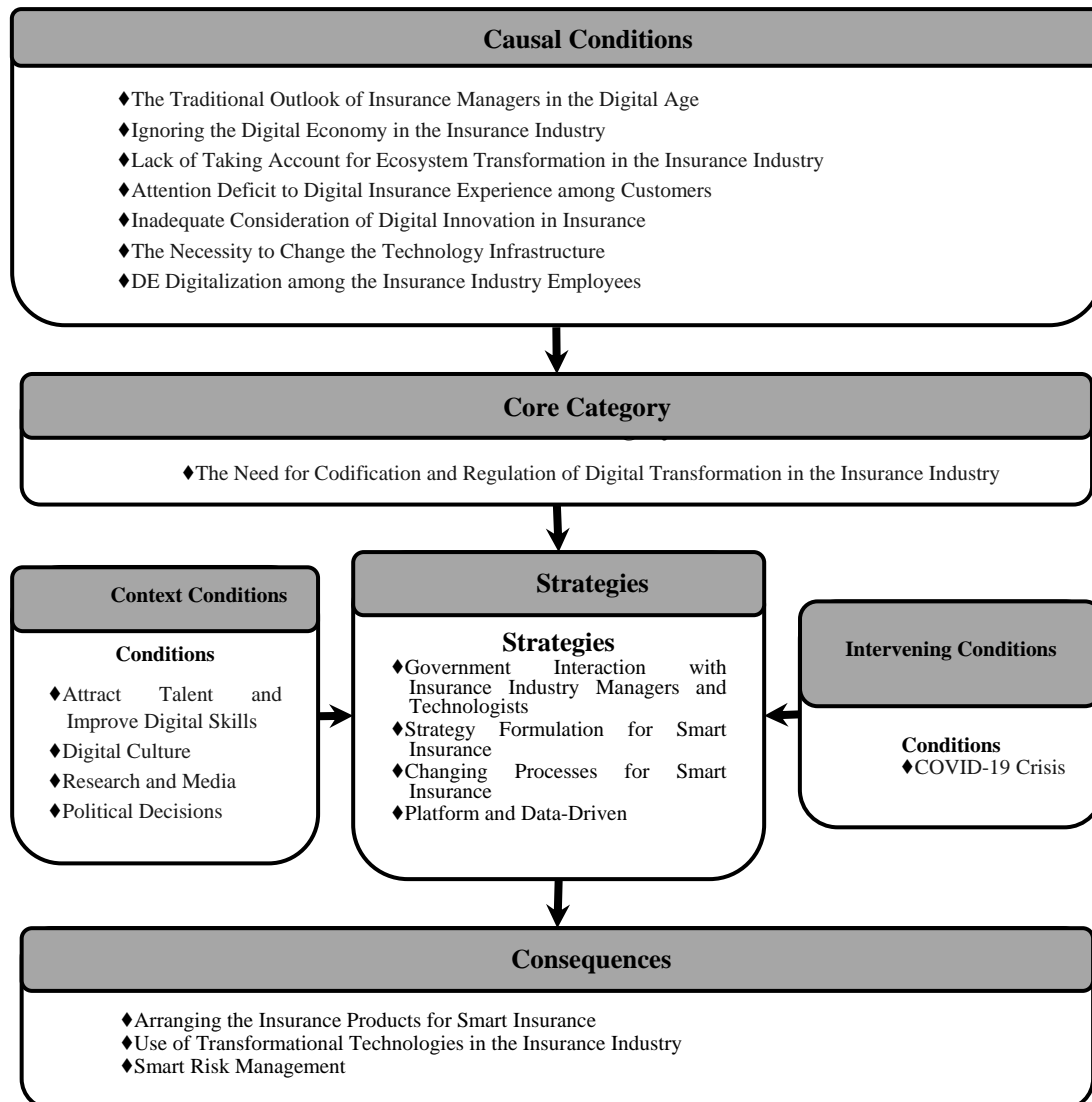 Causal Conditions
♦The Traditional Outlook of Insurance Managers in the Digital Age
♦Ignoring the Digital Economy in the Insurance Industry
♦Lack of Taking Account for Ecosystem Transformation in the Insurance Industry
♦Attention Deficit to Digital Insurance Experience among Customers
♦Inadequate Consideration of Digital Innovation in Insurance
♦The Necessity to Change the Technology Infrastructure
♦DE Digitalization among the Insurance Industry Employees
Core Category
♦The Need for Codification and Regulation of Digital Transformation in the Insurance Industry
Context Conditions
Conditions
♦Attract Talent and
Improve Digital Skills
♦Digital Culture
♦Research and Media
♦Political Decisions
Strategies
Strategies
♦Government Interaction with
Insurance Industry Managers and
Technologists
♦Strategy Formulation for Smart
Insurance
♦Changing Processes for Smart
Insurance
♦Platform and Data-Driven
Intervening Conditions
Conditions
♦COVID-19 Crisis
Consequences
♦Arranging the Insurance Products for Smart Insurance
♦Use of Transformational Technologies in the Insurance Industry
♦Smart Risk Management